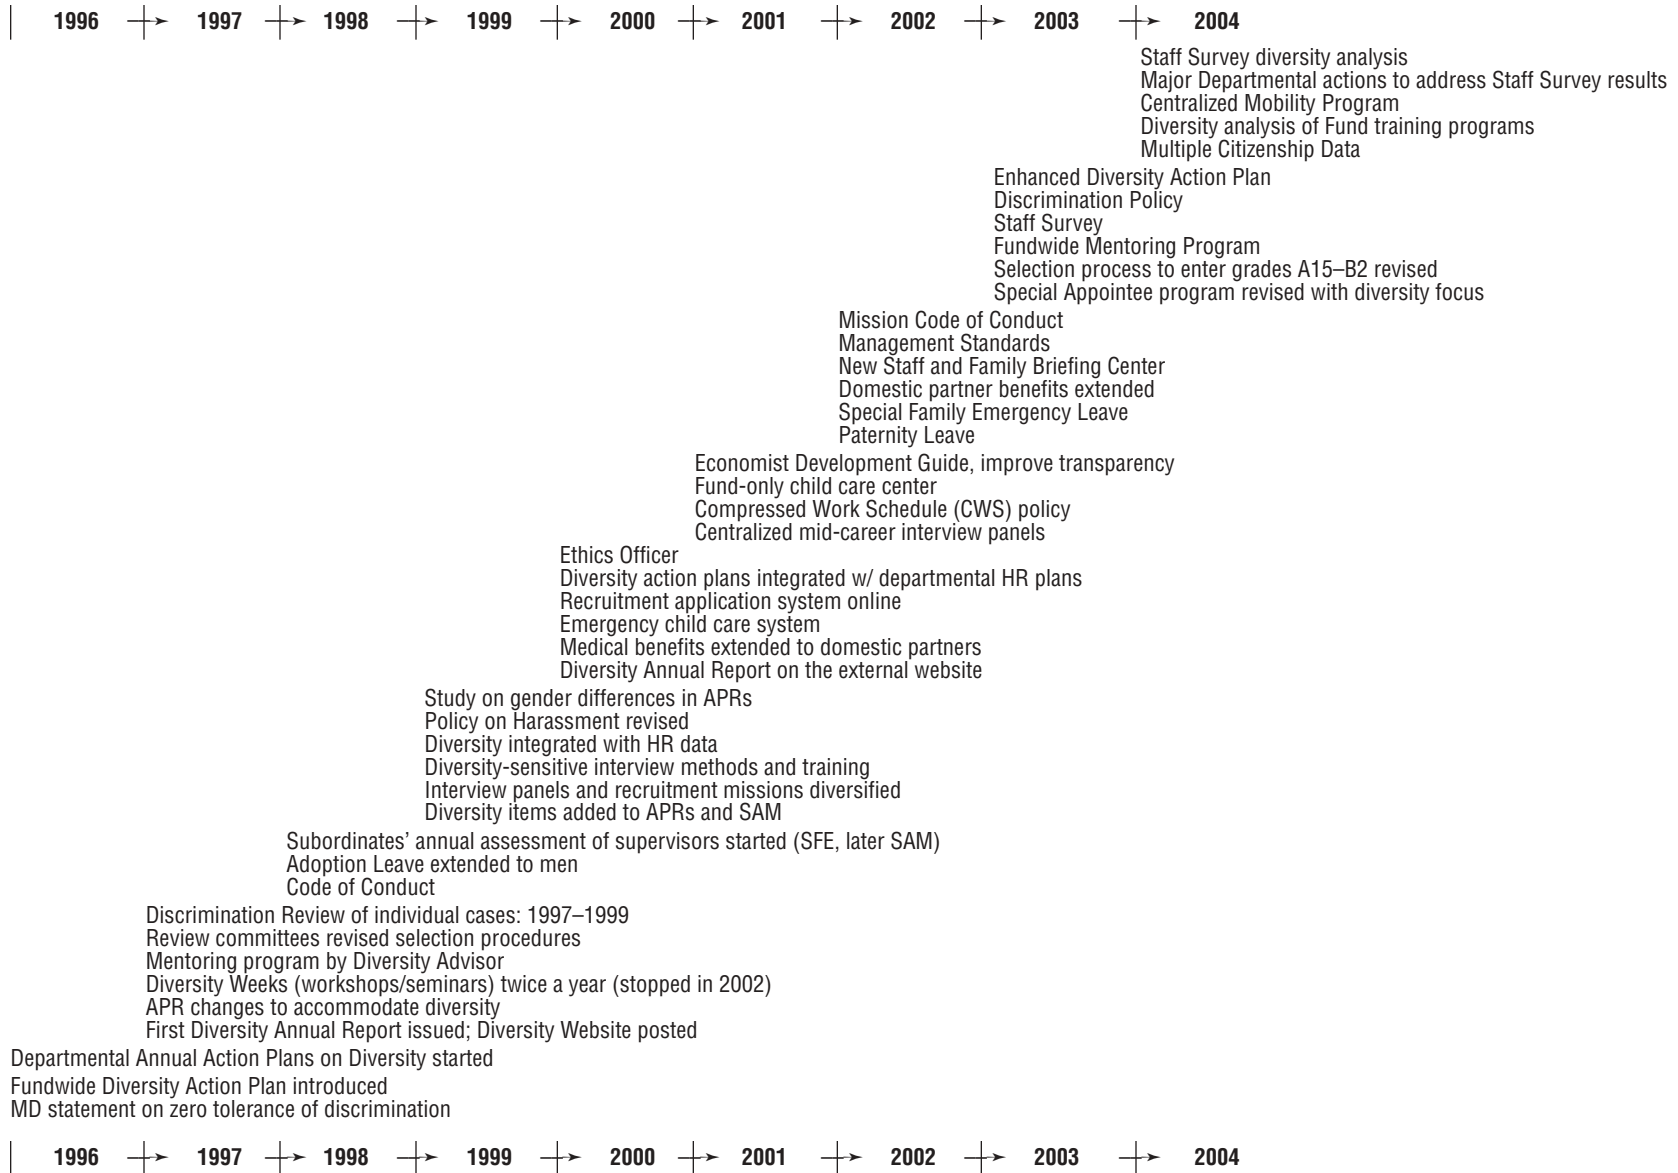 1996 1997 1998 1999 2000 2001 2002 2003 2004
Staff Survey diversity analysis
Major Departmental actions to address Staff Survey results
Centralized Mobility Program
Diversity analysis of Fund training programs
Multiple Citizenship Data
Enhanced Diversity Action Plan
Discrimination Policy
Staff Survey
Fundwide Mentoring Program
Selection process to enter grades A15–B2 revised
Special Appointee program revised with diversity focus
Mission Code of Conduct
Management Standards
New Staff and Family Briefing Center
Domestic partner benefits extended
Special Family Emergency Leave
Paternity Leave
Economist Development Guide, improve transparency
Fund-only child care center
Compressed Work Schedule (CWS) policy
Centralized mid-career interview panels
Ethics Officer
Diversity action plans integrated w/ departmental HR plans
Recruitment application system online
Emergency child care system
Medical benefits extended to domestic partners
Diversity Annual Report on the external website
Study on gender differences in APRs
Policy on Harassment revised
Diversity integrated with HR data
Diversity-sensitive interview methods and training
Interview panels and recruitment missions diversified
Diversity items added to APRs and SAM
Subordinates’ annual assessment of supervisors started (SFE, later SAM)
Adoption Leave extended to men
Code of Conduct
Discrimination Review of individual cases: 1997–1999
Review committees revised selection procedures
Mentoring program by Diversity Advisor
Diversity Weeks (workshops/seminars) twice a year (stopped in 2002)
APR changes to accommodate diversity
First Diversity Annual Report issued; Diversity Website posted
Departmental Annual Action Plans on Diversity started
Fundwide Diversity Action Plan introduced
MD statement on zero tolerance of discrimination
1996 1997 1998 1999 2000 2001 2002 2003 2004